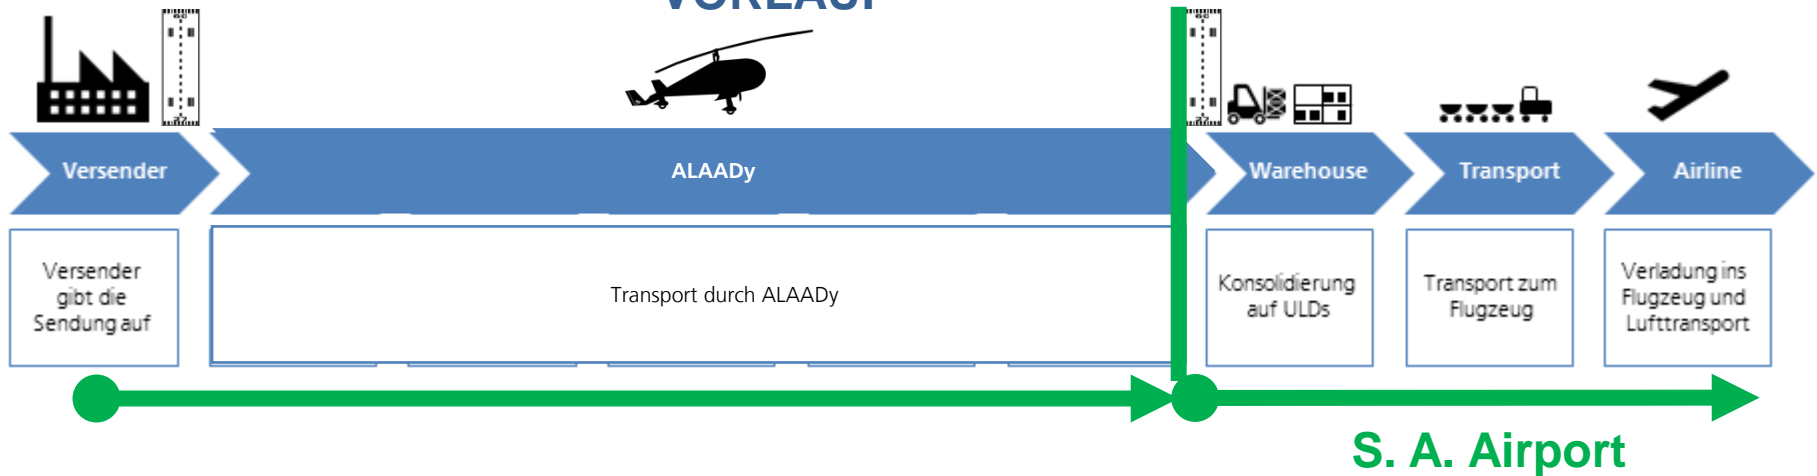 VORLAUF
Versender
ALAADy
Warehouse
Transport
Airline
Versender
gibt die
Sendung auf
Transport durch ALAADy
Konsolidierung
auf ULDs
Transport zum
Flugzeug
Verladung ins
Flugzeug und
Lufttransport
S. A. Airport